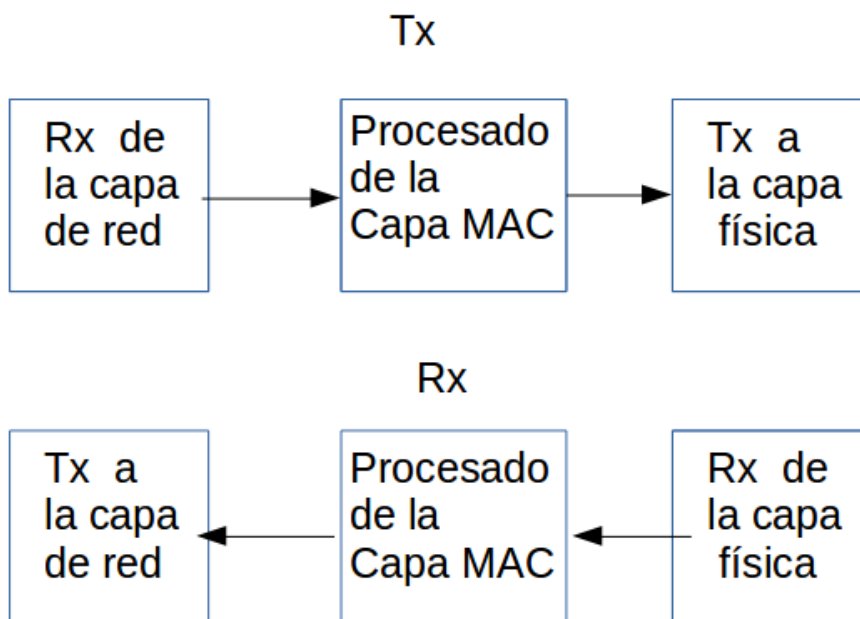 Tx
Rx de
la capa
de red
Procesado
de la
Capa MAC
Tx a
la capa
física
Rx
Tx a
la capa
de red
Procesado
de la
Capa MAC
Rx de
la capa
física